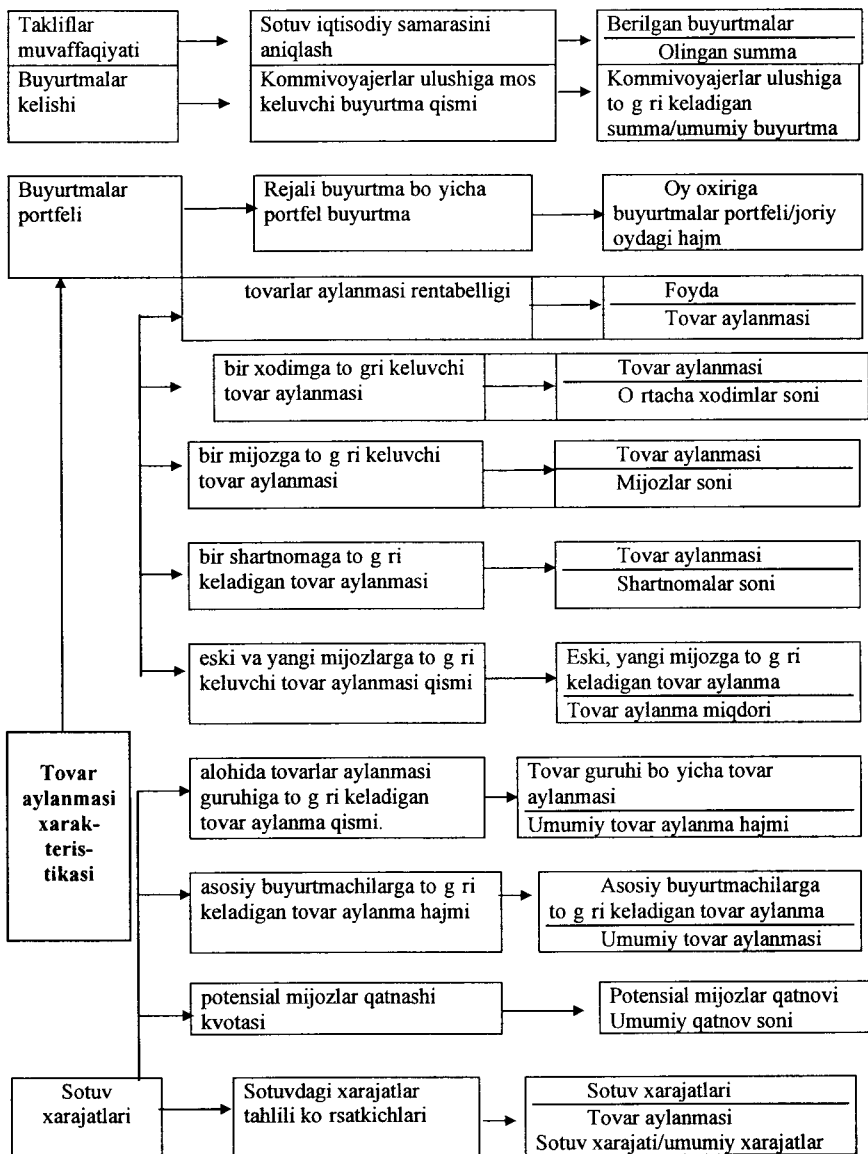 Takliflar
muvaffaqiyati
Sotuv iqtisodiy samarasini
aniqlash
Berilgan buyurtmalar
Olingan summa
Buyurtmalar
kelishi
Kommivoyajerlar ulushiga mos
keluvchi buyurtma qismi
Kommivoyajerlar ulushiga
to g ri keladigan
summa/umumiy buyurtma
Buyurtmalar
portfeli
Rejali buyurtma bo yicha
portfel buyurtma
Oy oxiriga
buyurtmalar portfeli/joriy
oydagi hajm
tovarlar aylanmasi rentabelligi
Foyda
Tovar aylanmasi
bir xodimga to gri keluvchi
tovar aylanmasi
Tovar aylanmasi
O rtacha xodimlar soni
bir mijozga to g ri keluvchi
tovar aylanmasi
Tovar aylanmasi
Mijozlar soni
bir shartnomaga to g ri
keladigan tovar aylanmasi
Tovar aylanmasi
Shartnomalar soni
eski va yangi mijozlarga to g ri
keluvchi tovar aylanmasi qismi
Eski, yangi mijozga to g ri
keladigan tovar aylanma
Tovar aylanma miqdori
Tovar
aylanmasi
xarak-
teris-
tikasi
alohida tovarlar aylanmasi
guruhiga to g ri keladigan
tovar aylanma qismi.
Tovar guruhi bo yicha tovar
aylanmasi
Umumiy tovar aylanma hajmi
asosiy buyurtmachilarga to g ri
keladigan tovar aylanma hajmi
Asosiy buyurtmachilarga
to g ri keladigan tovar aylanma
Umumiy tovar aylanmasi
potensial mijozlar qatnashi
kvotasi
Potensial mijozlar qatnovi
Umumiy qatnov soni
Sotuv
xarajatlari
Sotuvdagi xarajatlar
tahlili ko rsatkichlari
Sotuv xarajatlari
Tovar aylanmasi
Sotuv xarajati/umumiy xarajatlar